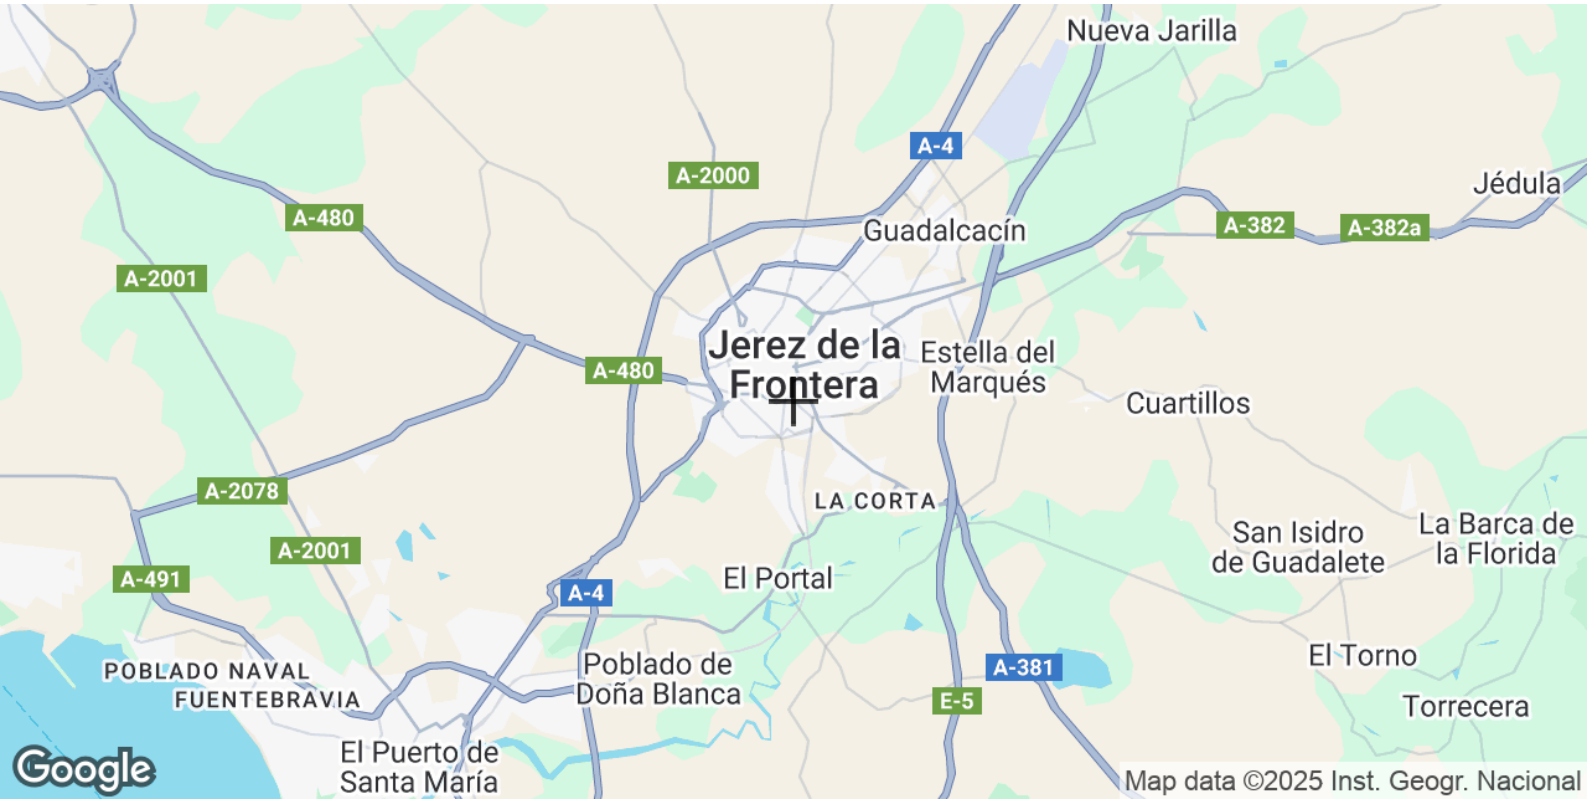 Nueva Jarilla
A-4
A-2000
Jédula
A-480
A-382
A-382a
Guadalcacín
A-2001
Jerez de la
Frontera
Estella del
Marqués
A-480
Cuartillos
A-2078
LA CORTA
San Isidro
de Guadalete
La Barca de
la Florida
A-2001
A-491
El Portal
A-4
El Torno
POBLADO NAVAL
FUENTEBRAVIA
Poblado de
Doña Blanca
A-381
E-5
Torrecera
El Puerto de
Santa María
Google
Map data ©2025 Inst. Geogr. Nacional